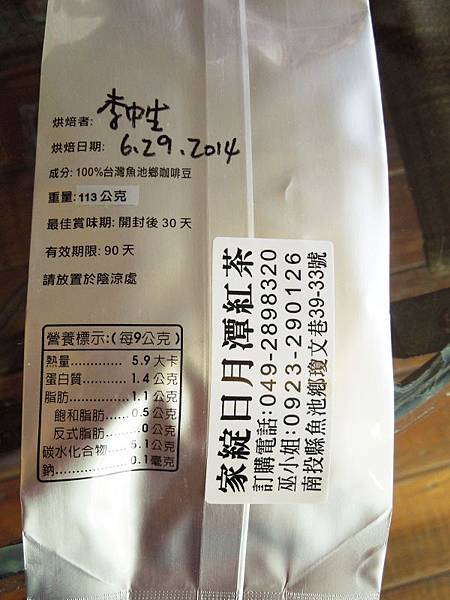 烘焙者: 李中生
烘焙日期: 6.29.2014
成分: 100%台灣魚池鄉咖啡豆
重量: 113公克
最佳賞味期: 開封後 30 天
有效期限: 90 天
請放置於陰涼處
營養標示:(每9公克)
熱量............ 5.9 大卡
蛋白質......... 1.4 公克
脂肪............ 1.1 公克
飽和脂肪......0.5 公克
反式脂肪......0 公克
碳水化合物...5.1公克
鈉...............0.1毫克
家綻日月潭紅茶
訂購電話:049-2898320
巫小姐:0923-290126
南投縣魚池鄉瓊文巷39-33號